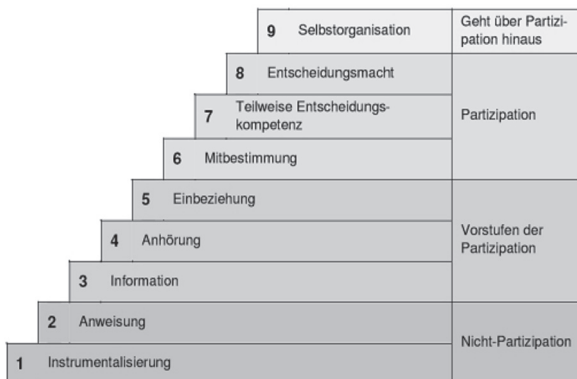 9 Selbstorganisation
Geht über Partizi-
pation hinaus
8 Entscheidungsmacht
7 Teilweise Entscheidungs-
kompetenz
Partizipation
6 Mitbestimmung
5 Einbeziehung
4 Anhörung
Vorstufen der
Partizipation
3 Information
2 Anweisung
Nicht-Partizipation
1 Instrumentalisierung